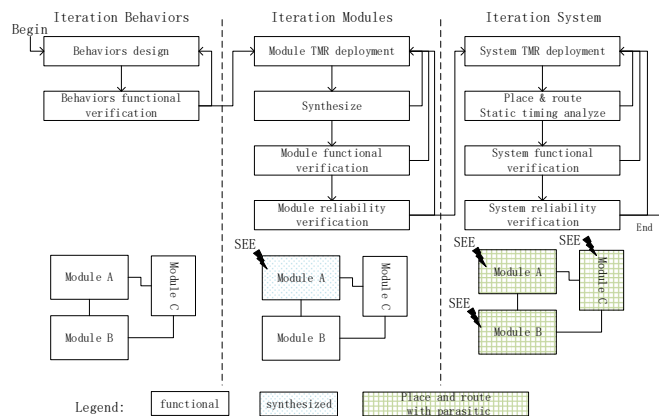 Iteration Behaviors
Iteration Modules
Iteration System
Begin
Behaviors design
Behaviors functional
verification
Module TMR deployment
Synthesize
Module functional
verification
Module reliability
verification
System TMR deployment
Place & route
Static timing analyze
System functional
verification
System reliability
verification
End
Module A
Module B
Module C
SEE
Module A
Module B
Module C
SEE
SEE
SEE
Module A
Module B
Module C
Legend:
functional
synthesized
Place and route
with parasitic